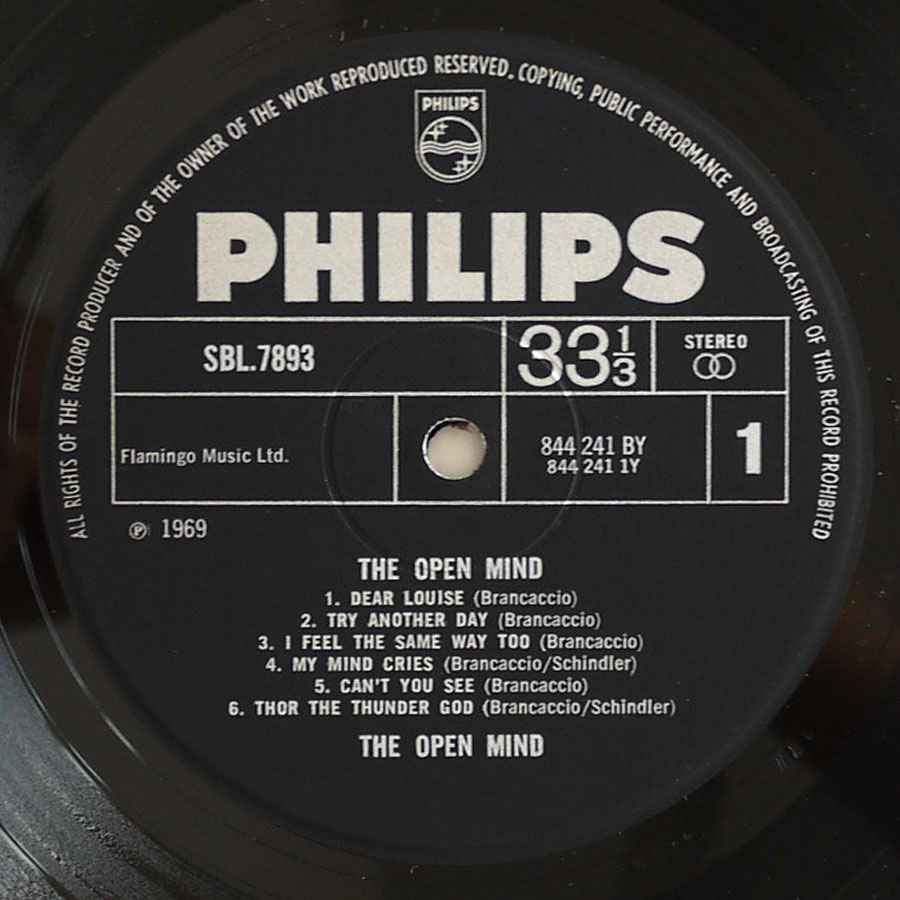 ALL RIGHTS OF THE RECORD PRODUCER AND OF THE OWNER OF THE WORK REPRODUCED RESERVED. COPYING, PUBLIC PERFORMANCE AND BROADCASTING OF THIS RECORD PROHIBITED
PHILIPS
PHILIPS
SBL.7893
33 1/3
STEREO
Flamingo Music Ltd.
844 241 BY
844 241 1Y
1
℗ 1969
THE OPEN MIND
1. DEAR LOUISE (Brancaccio)
2. TRY ANOTHER DAY (Brancaccio)
3. I FEEL THE SAME WAY TOO (Brancaccio)
4. MY MIND CRIES (Brancaccio/Schindler)
5. CAN'T YOU SEE (Brancaccio)
6. THOR THE THUNDER GOD (Brancaccio/Schindler)
THE OPEN MIND